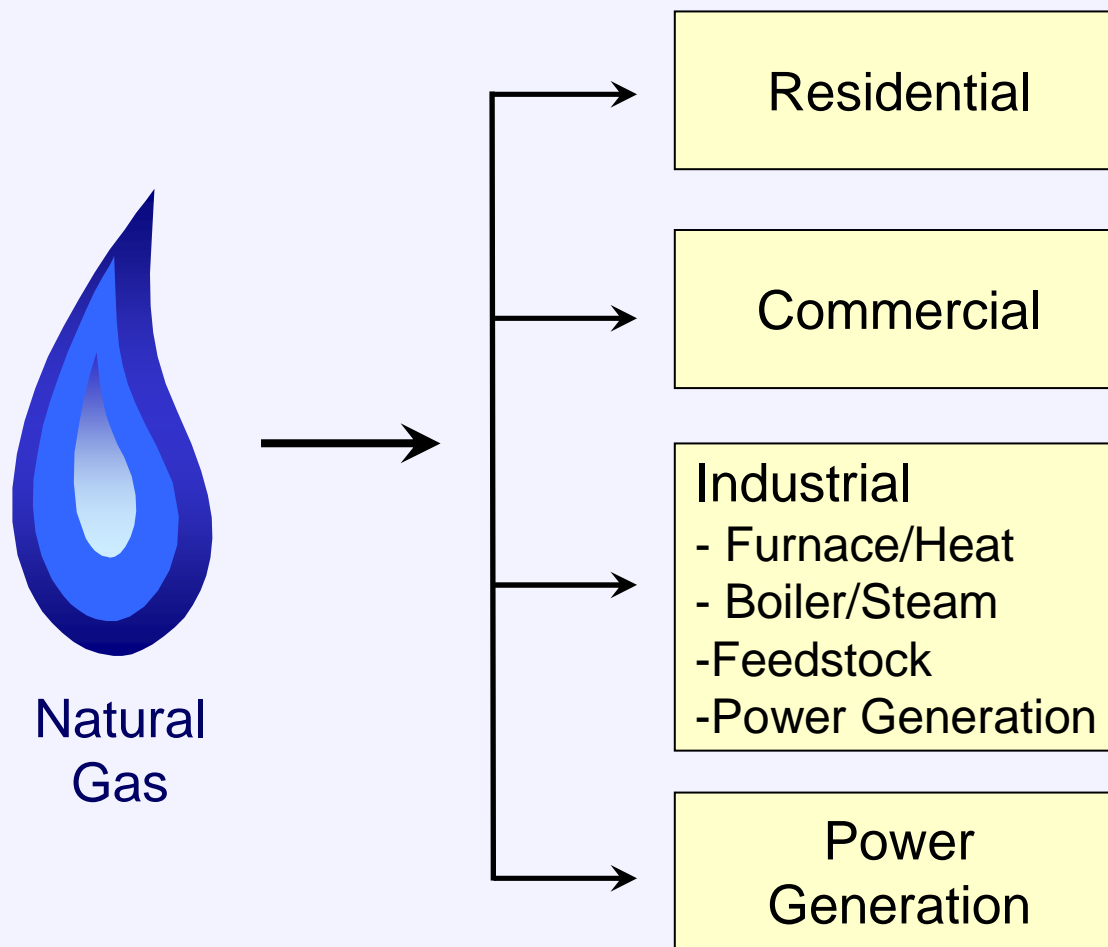 Natural
Gas
Residential
Commercial
Industrial
- Furnace/Heat
- Boiler/Steam
-Feedstock
-Power Generation
Power
Generation